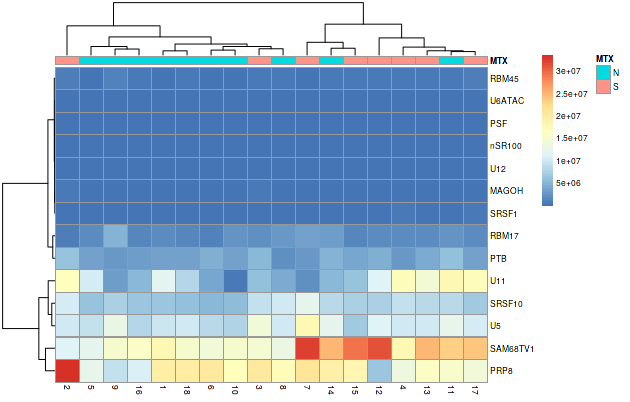 MTX
RBM45
U6ATAC
PSF
nSR100
U12
MAGOH
SRSF1
RBM17
PTB
U11
SRSF10
U5
SAM68TV1
PRP8
2 5 9 16 1 18 6 10 3 8 7 14 15 12 4 13 11 17
3e+07
2.5e+07
2e+07
1.5e+07
1e+07
5e+06
MTX
N
S